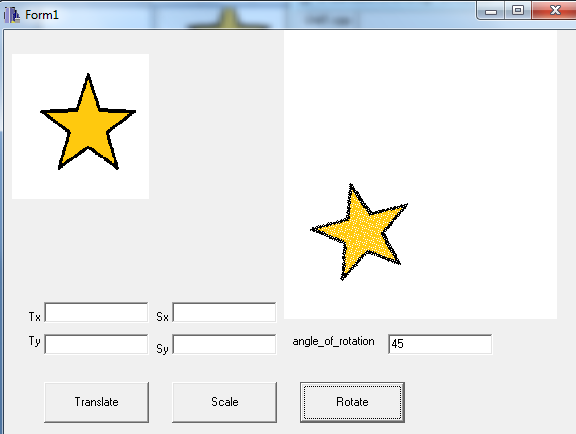 Form1
Tx
Sx
Ty
Sy
angle_of_rotation
45
Translate
Scale
Rotate